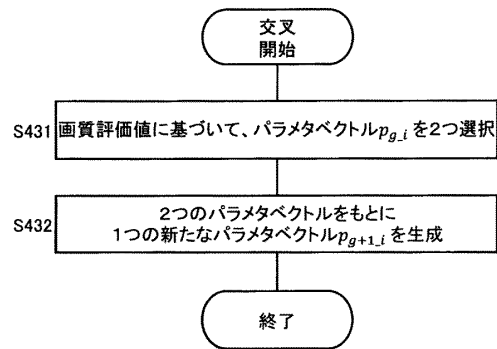 交叉
開始
S431 画質評価値に基づいて、パラメタベクトルp_{g_i}を2つ選択
S432 2つのパラメタベクトルをもとに
1つの新たなパラメタベクトルp_{g+1_i}を生成
終了